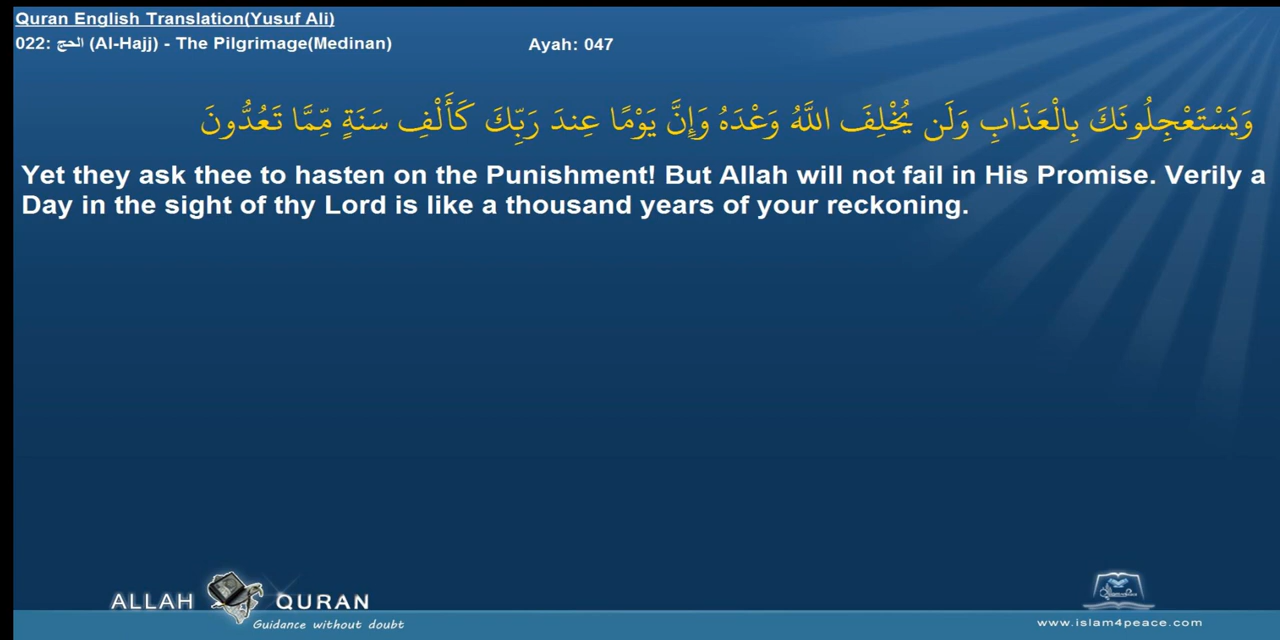 Quran English Translation(Yusuf Ali)
022: الحج (Al-Hajj) - The Pilgrimage(Medinan) Ayah: 047
وَيَسْتَعْجِلُونَكَ بِالْعَذَابِ وَلَن يُخْلِفَ اللَّهُ وَعْدَهُ وَإِنَّ يَوْمًا عِندَ رَبِّكَ كَأَلْفِ سَنَةٍ مِّمَّا تَعُدُّونَ
Yet they ask thee to hasten on the Punishment! But Allah will not fail in His Promise. Verily a
Day in the sight of thy Lord is like a thousand years of your reckoning.
ALLAH QURAN
Guidance without doubt
www.islam4peace.com